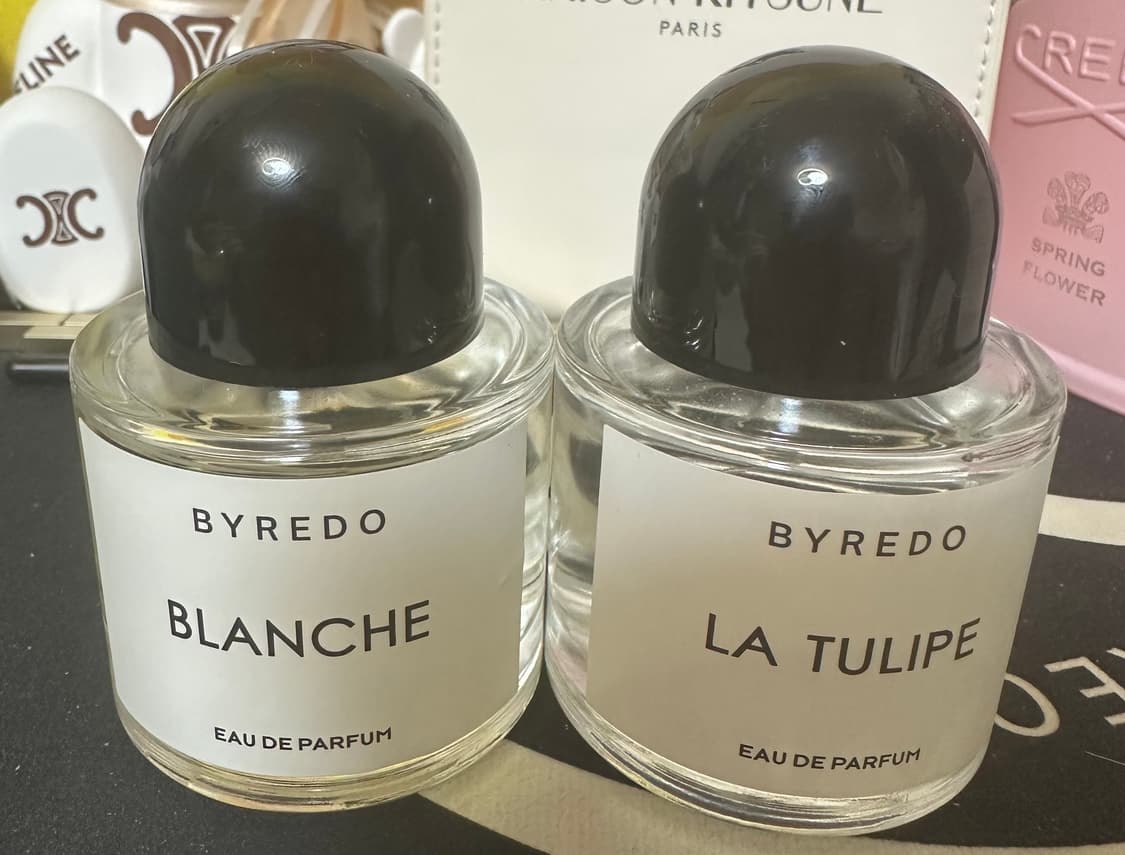 PARIS
SPRING
FLOWER
BYREDO
BLANCHE
EAU DE PARFUM
BYREDO
LA TULIPE
EAU DE PARFUM